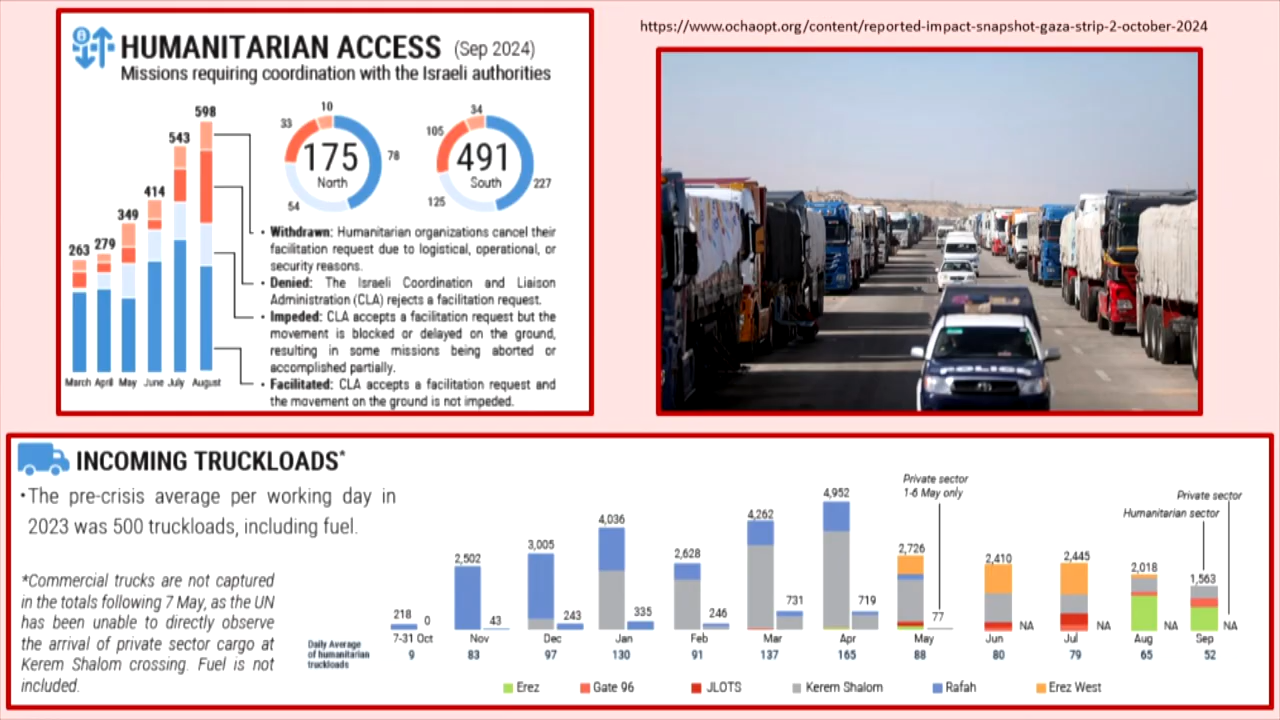 HUMANITARIAN ACCESS (Sep 2024)
Missions requiring coordination with the Israeli authorities
263
279
349
414
543
598
March April May June July August
10
33
175
North
78
54
34
105
491
South
227
125
• Withdrawn: Humanitarian organizations cancel their
facilitation request due to logistical, operational, or
security reasons.
• Denied: The Israeli Coordination and Liaison
Administration (CLA) rejects a facilitation request.
• Impeded: CLA accepts a facilitation request but the
movement is blocked or delayed on the ground,
resulting in some missions being aborted or
accomplished partially.
• Facilitated: CLA accepts a facilitation request and
the movement on the ground is not impeded.
https://www.ochaopt.org/content/reported-impact-snapshot-gaza-strip-2-october-2024
POLICE
INCOMING TRUCKLOADS*
•The pre-crisis average per working day in
2023 was 500 truckloads, including fuel.
*Commercial trucks are not captured
in the totals following 7 May, as the UN
has been unable to directly observe
the arrival of private sector cargo at
Kerem Shalom crossing. Fuel is not
included.
Private sector
1-6 May only
Private sector
Humanitarian sector
218 0
2,502 43
3,005 243
4,036 335
2,628 246
4,262 731
4,952 719
2,726 77
2,410 NA
2,445 NA
2,018 NA
1,563 NA
7-31 Oct Nov Dec Jan Feb Mar Apr May Jun Jul Aug Sep
Daily Average
of humanitarian
truckloads
9 83 97 130 91 137 165 88 80 79 65 52
Erez Gate 96 JLOTS Kerem Shalom Rafah Erez West